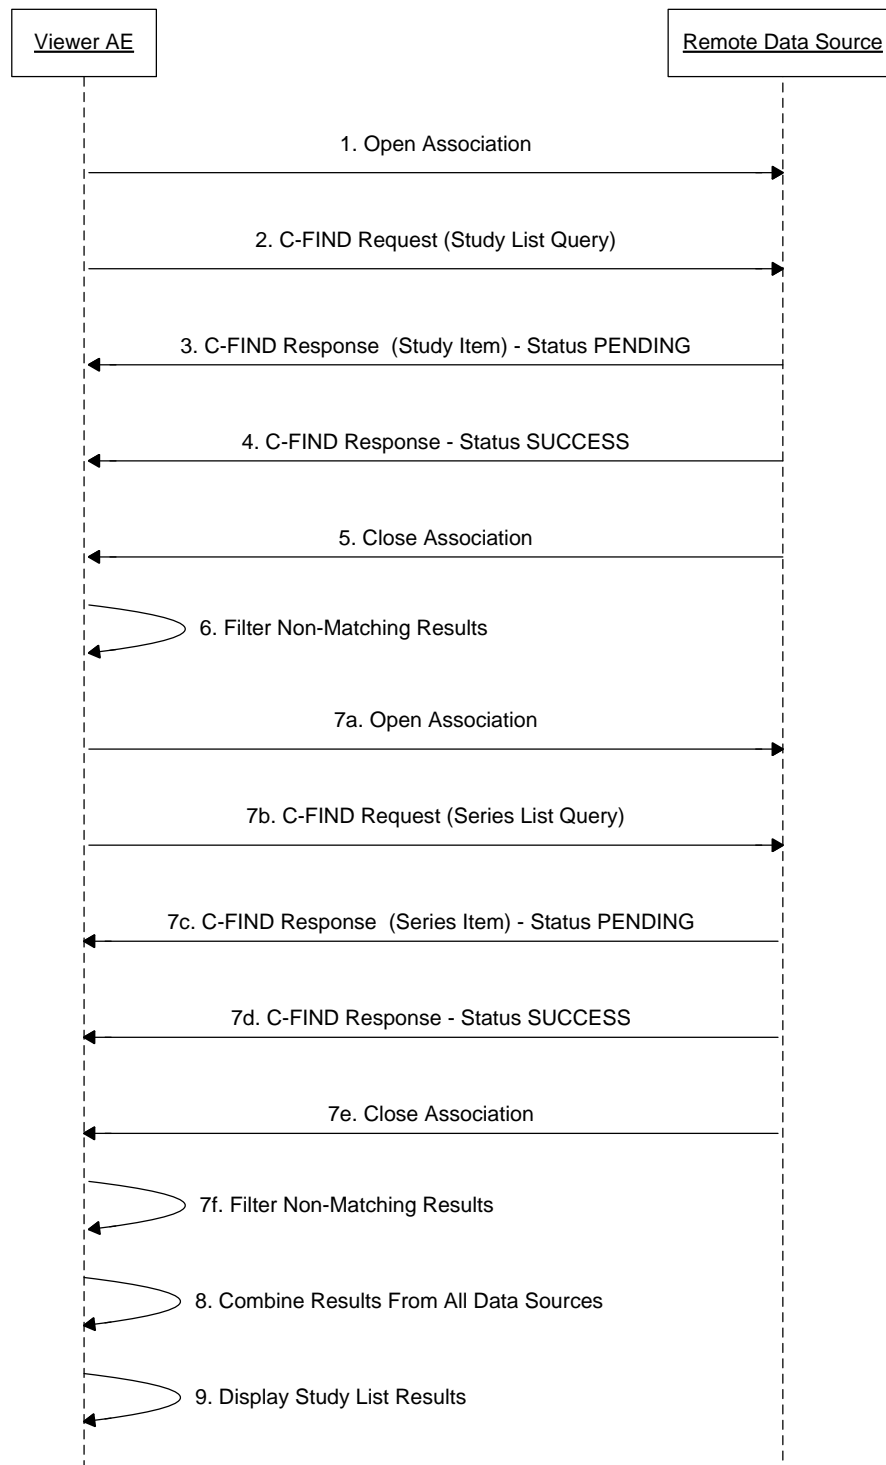 Viewer AE
Remote Data Source
1. Open Association
2. C-FIND Request (Study List Query)
3. C-FIND Response  (Study Item) - Status PENDING
4. C-FIND Response - Status SUCCESS
5. Close Association
6. Filter Non-Matching Results
7a. Open Association
7b. C-FIND Request (Series List Query)
7c. C-FIND Response  (Series Item) - Status PENDING
7d. C-FIND Response - Status SUCCESS
7e. Close Association
7f. Filter Non-Matching Results
8. Combine Results From All Data Sources
9. Display Study List Results